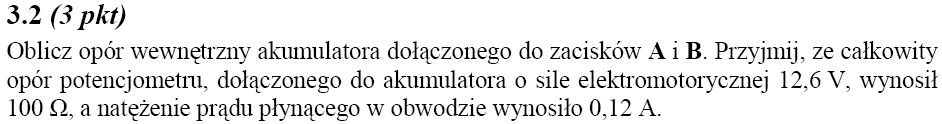 3.2 (3 pkt)
Oblicz opór wewnętrzny akumulatora dołączonego do zacisków A i B. Przyjmij, ze całkowity
opór potencjometru, dołączonego do akumulatora o sile elektromotorycznej 12,6 V, wynosił
100 Ω, a natężenie prądu płynącego w obwodzie wynosiło 0,12 A.